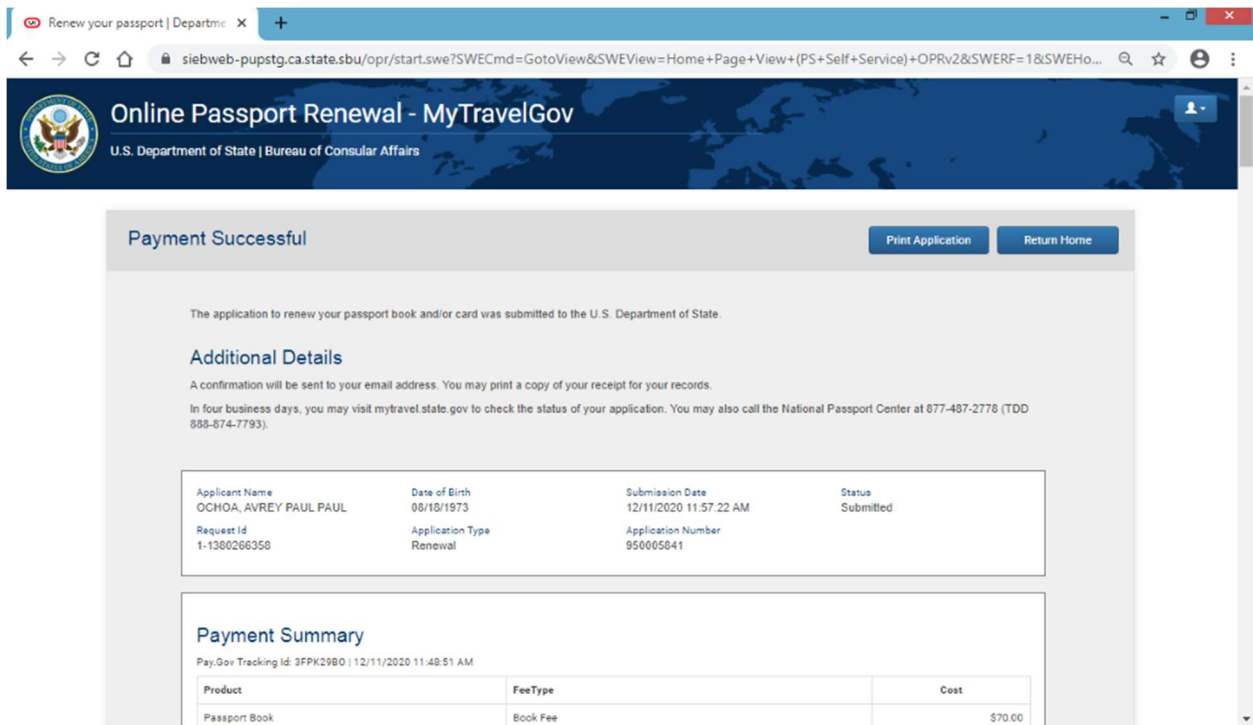 Renew your passport | Departme
siebweb-pupstg.ca.state.sbu/opr/start.swe?SWECmd=GotoView&SWEView=Home+Page+View+(PS+Self+Service)+OPRv2&SWERF=1&SWEHo...
Online Passport Renewal - MyTravelGov
U.S. Department of State | Bureau of Consular Affairs
Payment Successful
Print Application
Return Home
The application to renew your passport book and/or card was submitted to the U.S. Department of State.
Additional Details
A confirmation will be sent to your email address. You may print a copy of your receipt for your records.
In four business days, you may visit mytravel.state.gov to check the status of your application. You may also call the National Passport Center at 877-487-2778 (TDD
888-874-7793).
Applicant Name Date of Birth Submission Date Status
OCHOA, AVREY PAUL PAUL 08/18/1973 12/11/2020 11:57:22 AM Submitted
Request Id Application Type Application Number
1-1380266358 Renewal 950005841
Payment Summary
Pay.Gov Tracking Id: 3FPK29BO | 12/11/2020 11:48:51 AM
Product FeeType Cost
Passport Book Book Fee $70.00